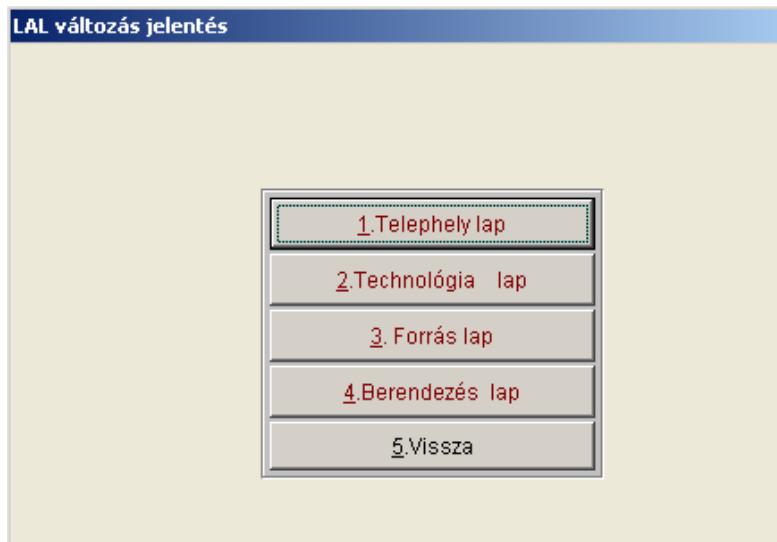 LAL változás jelentés
1.Telephely lap
2.Technológia lap
3. Forrás lap
4.Berendezés lap
5.Vissza